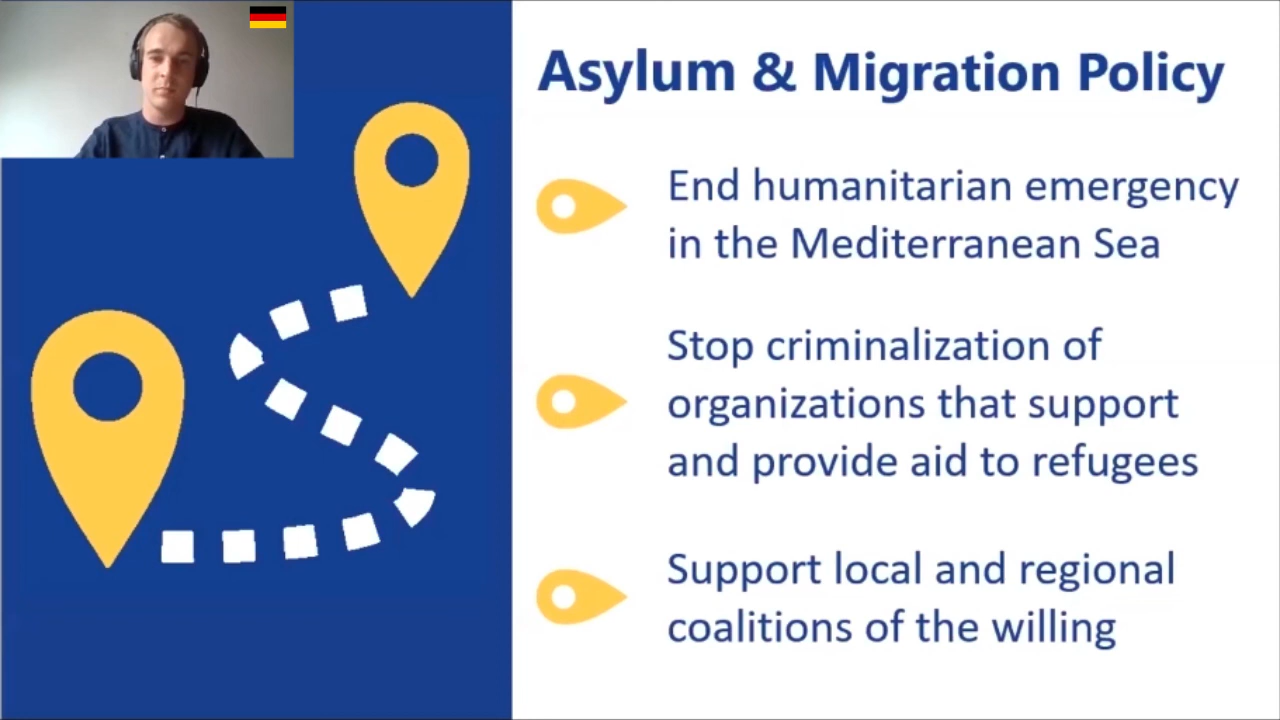 Asylum & Migration Policy
End humanitarian emergency
in the Mediterranean Sea
Stop criminalization of
organizations that support
and provide aid to refugees
Support local and regional
coalitions of the willing